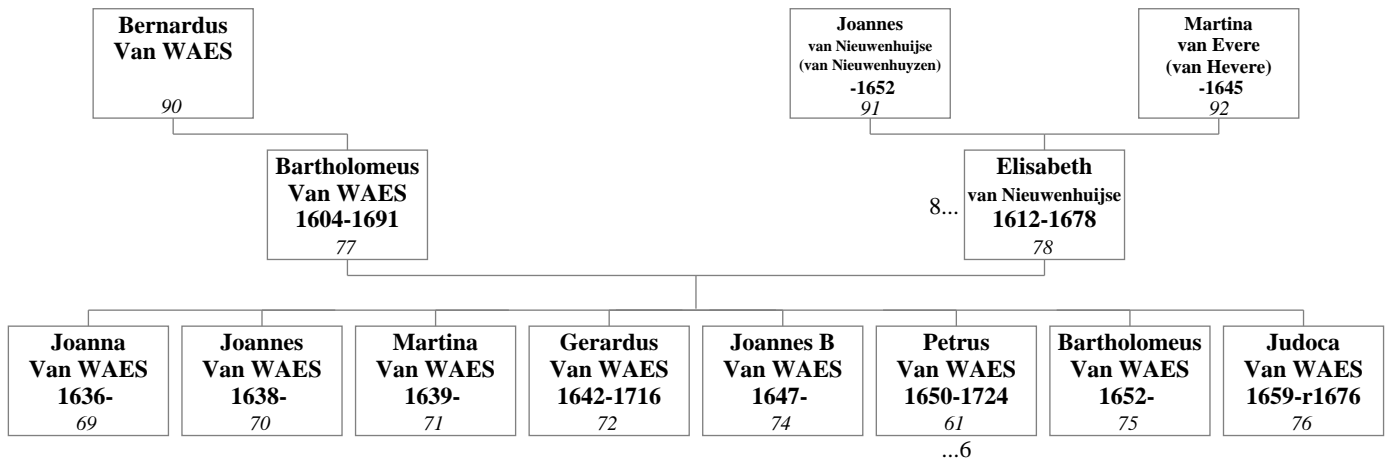 Bernardus
Van WAES
90
Joannes
van Nieuwenhuijse
(van Nieuwenhuyzen)
-1652
91
Martina
van Evere
(van Hevere)
-1645
92
Bartholomeus
Van WAES
1604-1691
77
8...
Elisabeth
van Nieuwenhuijse
1612-1678
78
Joanna
Van WAES
1636-
69
Joannes
Van WAES
1638-
70
Martina
Van WAES
1639-
71
Gerardus
Van WAES
1642-1716
72
Joannes B
Van WAES
1647-
74
Petrus
Van WAES
1650-1724
61
...6
Bartholomeus
Van WAES
1652-
75
Judoca
Van WAES
1659-r1676
76